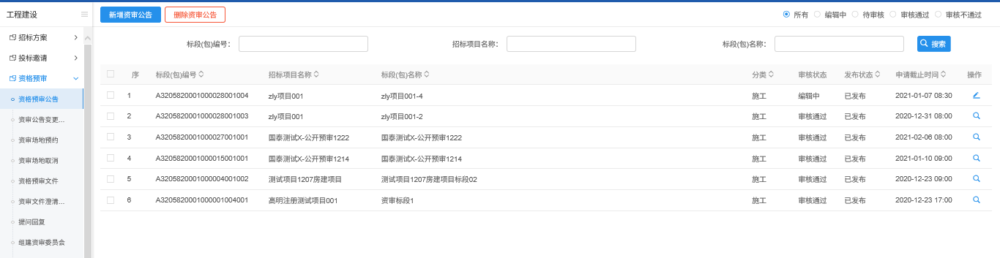 工程建设
招标方案
投标邀请
资格预审
资格预审公告
资审公告变更...
资审场地预约
资审场地取消
资格预审文件
资审文件澄清...
提问回复
组建资审委员会
新增资审公告 删除资审公告
所有 编辑中 待审核 审核通过 审核不通过
标段(包)编号: 招标项目名称: 标段(包)名称: 搜索
序 标段(包)编号 招标项目名称 标段(包)名称 分类 审核状态 发布状态 申请截止时间 操作
1 A3205820001000028001004 zly项目001 zly项目001-4 施工 编辑中 已发布 2021-01-07 08:30
2 A3205820001000028001003 zly项目001 zly项目001-2 施工 审核通过 已发布 2020-12-31 08:00
3 A3205820001000027001001 国泰测试X-公开预审1222 国泰测试X-公开预审1222 施工 审核通过 已发布 2021-02-06 08:00
4 A3205820001000015001001 国泰测试X-公开预审1214 国泰测试X-公开预审1214 施工 审核通过 已发布 2021-01-10 09:00
5 A3205820001000004001002 测试项目1207房建项目 测试项目1207房建项目标段02 施工 审核通过 已发布 2020-12-23 09:00
6 A3205820001000001004001 高明注册测试项目001 资审标段1 施工 审核通过 已发布 2020-12-23 17:00